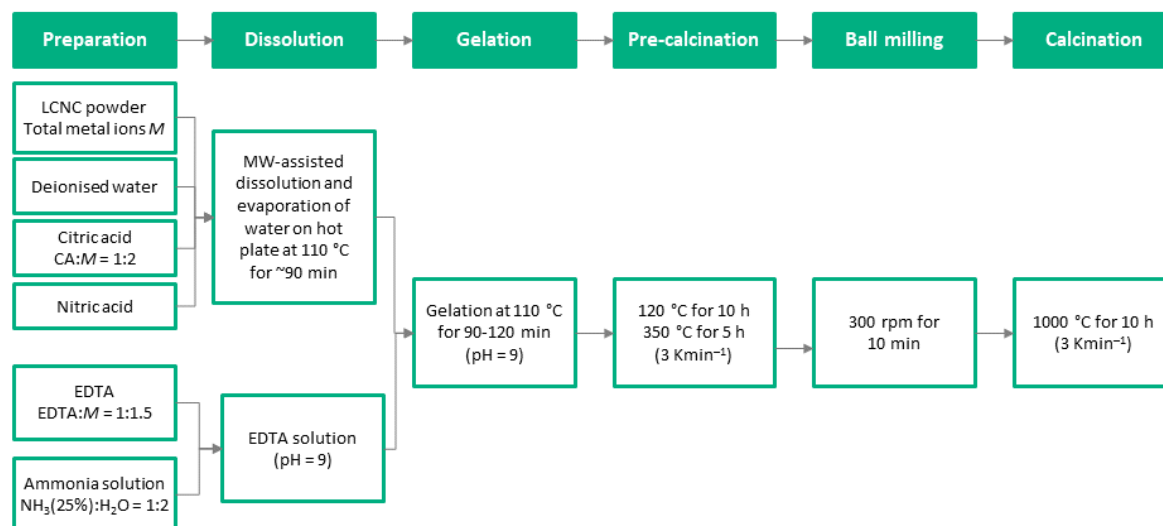 Preparation
Dissolution
Gelation
Pre-calcination
Ball milling
Calcination
LCNC powder
Total metal ions M
Deionised water
Citric acid
CA:M = 1:2
Nitric acid
MW-assisted
dissolution and
evaporation of
water on hot
plate at 110 °C
for ~90 min
EDTA
EDTA:M = 1:1.5
Ammonia solution
NH₃(25%):H₂O = 1:2
EDTA solution
(pH = 9)
Gelation at 110 °C
for 90-120 min
(pH = 9)
120 °C for 10 h
350 °C for 5 h
(3 Kmin⁻¹)
300 rpm for
10 min
1000 °C for 10 h
(3 Kmin⁻¹)